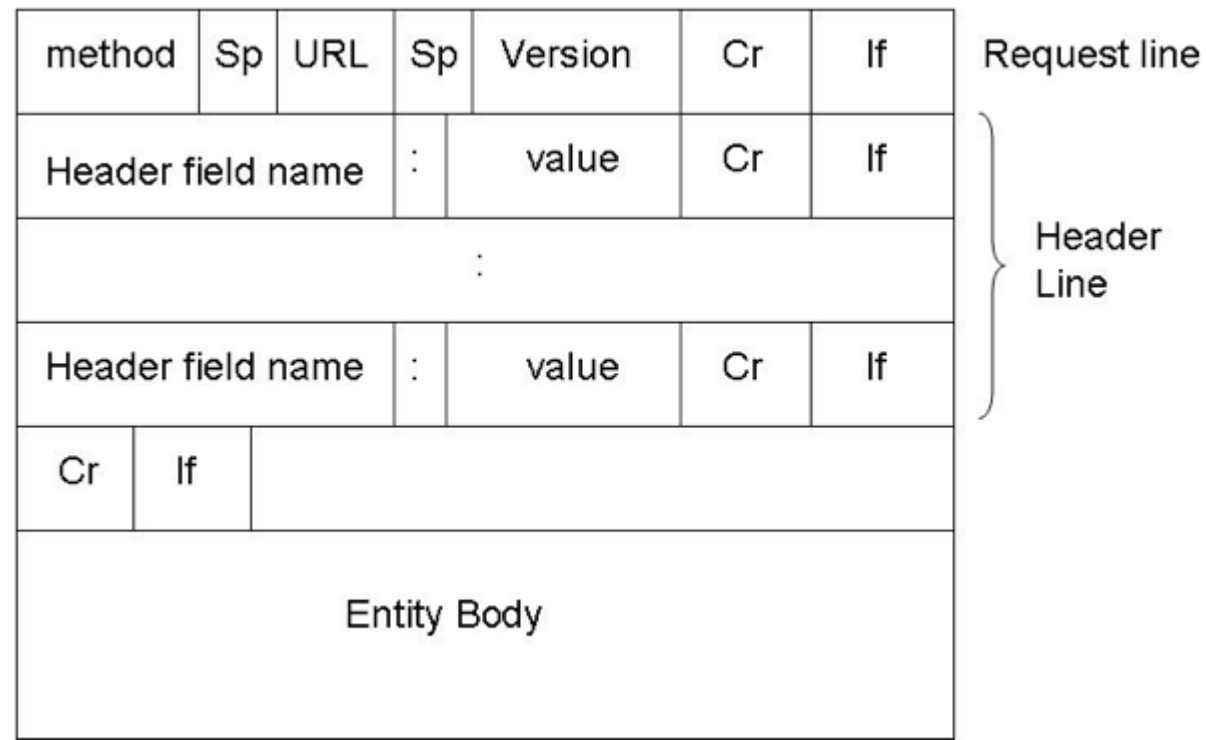 method Sp URL Sp Version Cr lf Request line
Header field name : value Cr lf
:
Header
Line
Header field name : value Cr lf
Cr lf
Entity Body